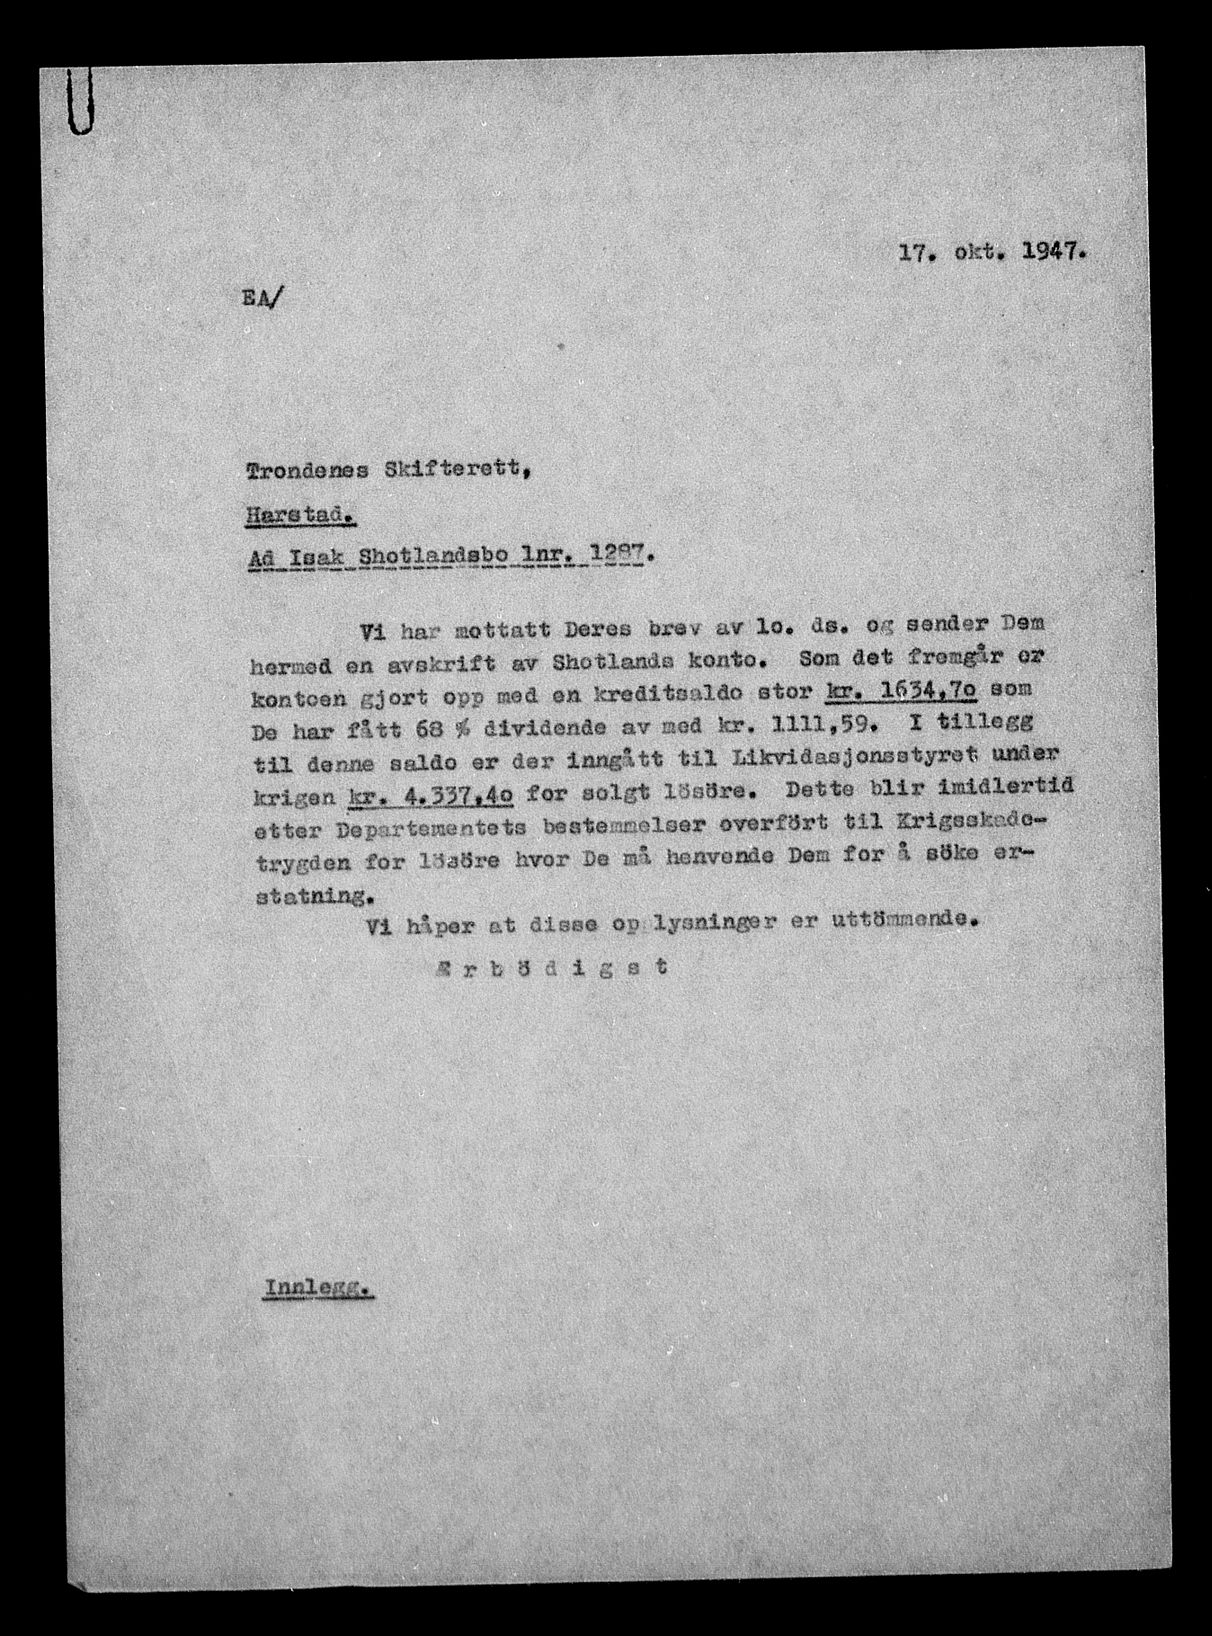 17. okt. 1947.
EA/
Trondenes Skifterett,
Harstad.
Ad Isak Shotlandsbo lnr. 1287.
Vi har mottatt Deres brev av lo. ds. og sender Dem
hermed en avskrift av Shotlands konto. Som det fremgår er
kontoen gjort opp med en kreditsaldo stor kr. 1634,7o som
De har fått 68 % dividende av med kr. 1111,59. I tillegg
til denne saldo er der inngått til Likvidasjonsstyret under
krigen kr. 4.337,4o for solgt lösöre. Dette blir imidlertid
etter Departementets bestemmelser overfört til Krigsskade-
trygden for lösöre hvor De må henvende Dem for å söke er-
statning.
Vi håper at disse opplysninger er uttömmende.
Æ r b ö d i g s t
Innlegg.